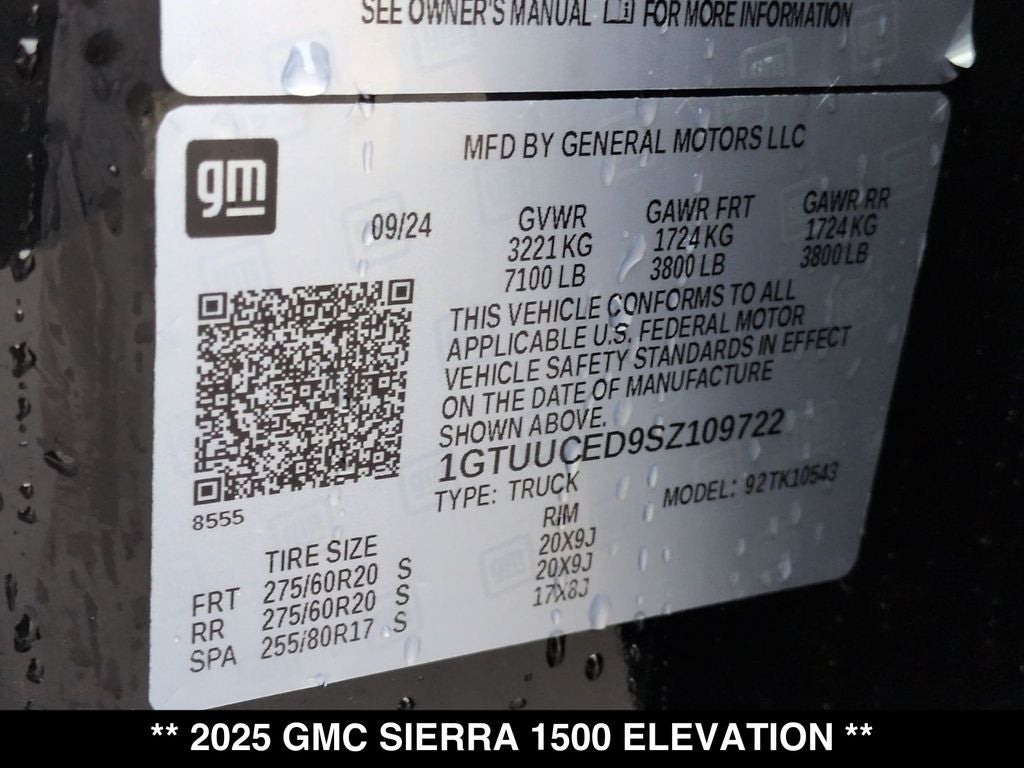 SEE OWNER'S MANUAL FOR MORE INFORMATION
gm
MFD BY GENERAL MOTORS LLC
09/24 GVWR GAWR FRT GAWR RR
3221 KG 1724 KG 1724 KG
7100 LB 3800 LB 3800 LB
THIS VEHICLE CONFORMS TO ALL
APPLICABLE U.S. FEDERAL MOTOR
VEHICLE SAFETY STANDARDS IN EFFECT
ON THE DATE OF MANUFACTURE
SHOWN ABOVE.
1GTUUCED9SZ109722
TYPE: TRUCK MODEL: 92TK10543
8555
TIRE SIZE RIM
FRT 275/60R20 S 20X9J
RR 275/60R20 S 20X9J
SPA 255/80R17 S 17X8J
** 2025 GMC SIERRA 1500 ELEVATION **